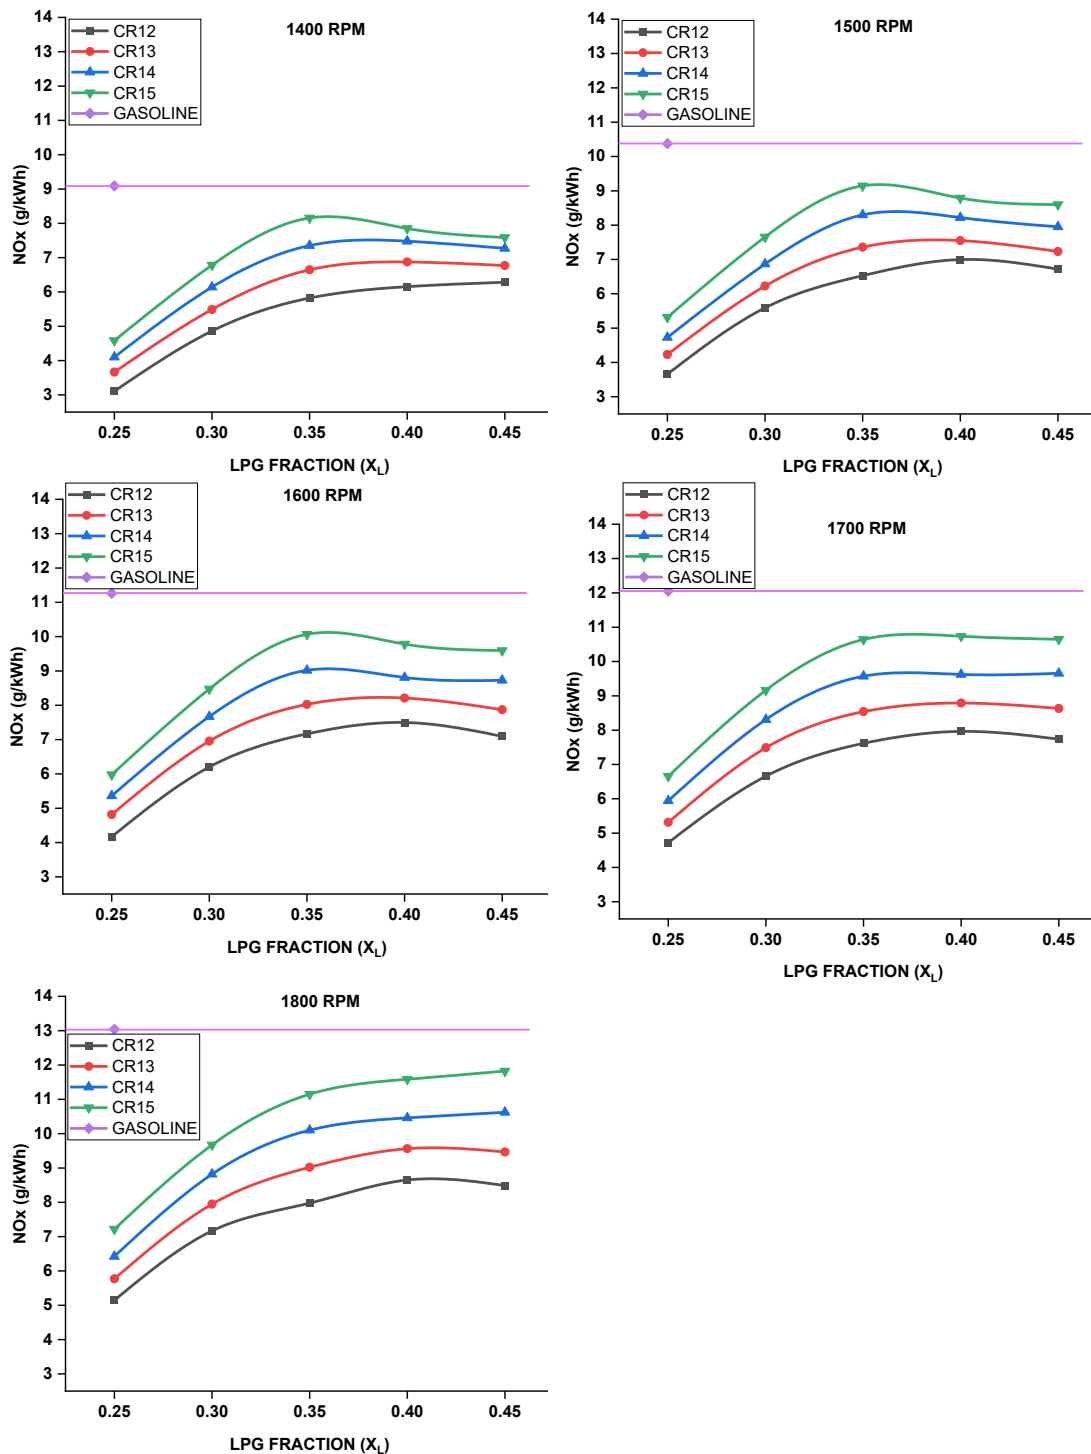 1400 RPM
CR12
CR13
CR14
CR15
GASOLINE
14
13
12
11
10
9
8
7
6
5
4
3
NOx (g/kWh)
0.25 0.30 0.35 0.40 0.45
LPG FRACTION (X_L)
1500 RPM
CR12
CR13
CR14
CR15
GASOLINE
14
13
12
11
10
9
8
7
6
5
4
3
NOx (g/kWh)
0.25 0.30 0.35 0.40 0.45
LPG FRACTION (X_L)
1600 RPM
CR12
CR13
CR14
CR15
GASOLINE
14
13
12
11
10
9
8
7
6
5
4
3
NOx (g/kWh)
0.25 0.30 0.35 0.40 0.45
LPG FRACTION (X_L)
1700 RPM
CR12
CR13
CR14
CR15
GASOLINE
14
13
12
11
10
9
8
7
6
5
4
3
NOx (g/kWh)
0.25 0.30 0.35 0.40 0.45
LPG FRACTION (X_L)
1800 RPM
CR12
CR13
CR14
CR15
GASOLINE
14
13
12
11
10
9
8
7
6
5
4
3
NOx (g/kWh)
0.25 0.30 0.35 0.40 0.45
LPG FRACTION (X_L)